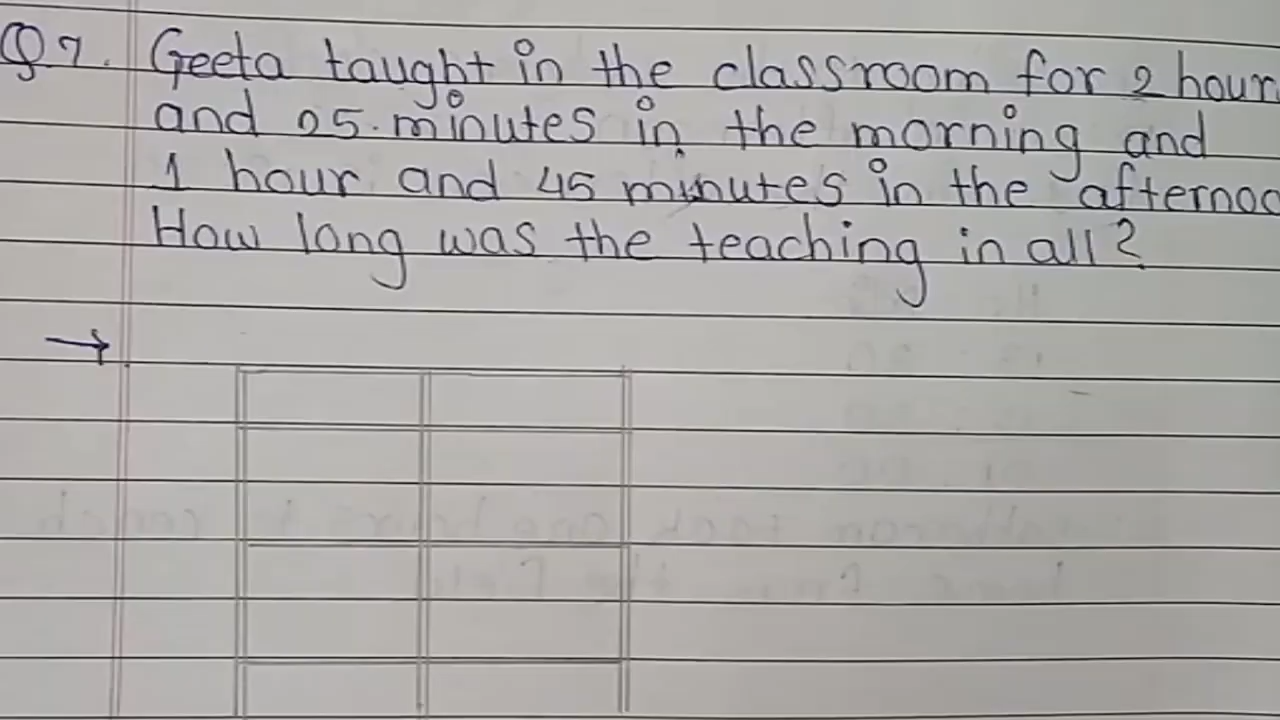 Q7. Geeta taught in the classroom for 2 hour
and 25 minutes in the morning and
1 hour and 45 minutes in the afternoo
How long was the teaching in all?
→